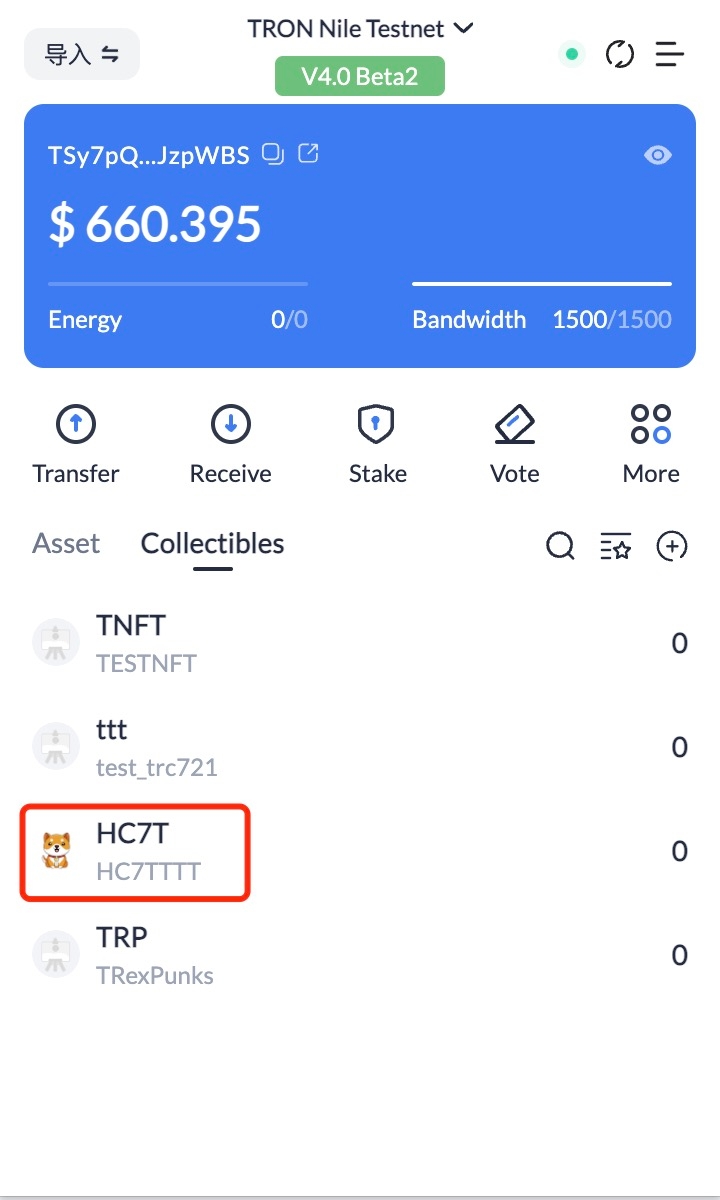 TRON Nile Testnet
导入
V4.0 Beta2
TSy7pQ...JzpWBS
$ 660.395
Energy 0/0 Bandwidth 1500/1500
Transfer Receive Stake Vote More
Asset Collectibles
TNFT
TESTNFT
0
ttt
test_trc721
0
HC7T
HC7TTTT
0
TRP
TRexPunks
0